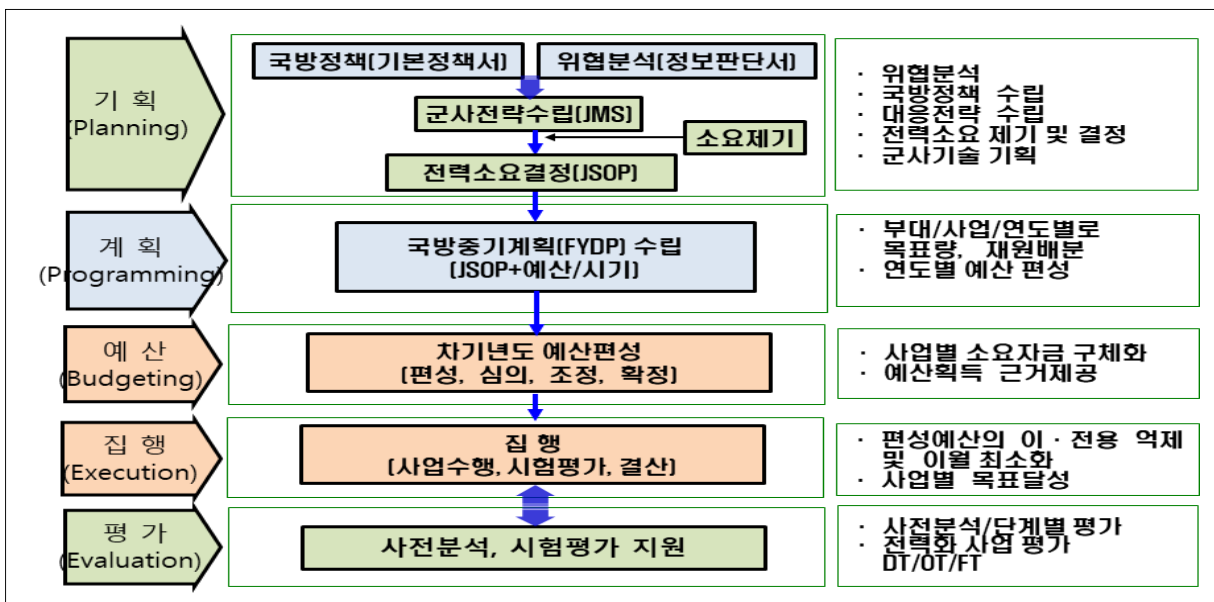 기 획
(Planning)
국방정책(기본정책서)
위협분석(정보판단서)
군사전략수립(JMS)
소요제기
전력소요결정(JSOP)
· 위협분석
· 국방정책 수립
· 대응전략 수립
· 전력소요 제기 및 결정
· 군사기술 기획
계 획
(Programming)
국방중기계획(FYDP) 수립
(JSOP+예산/시기)
· 부대/사업/연도별로
목표량, 재원배분
· 연도별 예산 편성
예 산
(Budgeting)
차기년도 예산편성
(편성, 심의, 조정, 확정)
· 사업별 소요자금 구체화
· 예산획득 근거제공
집 행
(Execution)
집 행
(사업수행, 시험평가, 결산)
· 편성예산의 이·전용 억제
및 이월 최소화
· 사업별 목표달성
평 가
(Evaluation)
사전분석, 시험평가 지원
· 사전분석/단계별 평가
· 전력화 사업 평가
DT/OT/FT